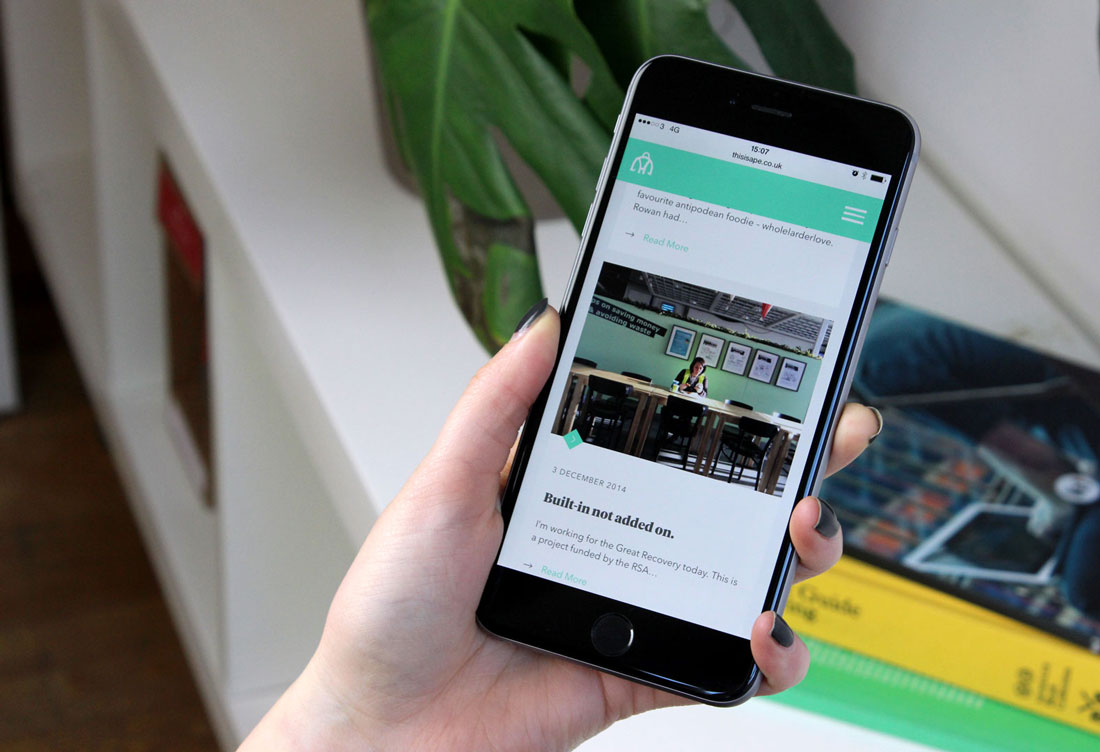 3 4G
15:07
thisisape.co.uk
favourite antipodean foodie - wholelarderlove.
Rowan had...
→ Read More
on saving money
avoiding waste
3 DECEMBER 2014
Built-in not added on.
I'm working for the Great Recovery today. This is
a project funded by the RSA...
→ Read More
Guide